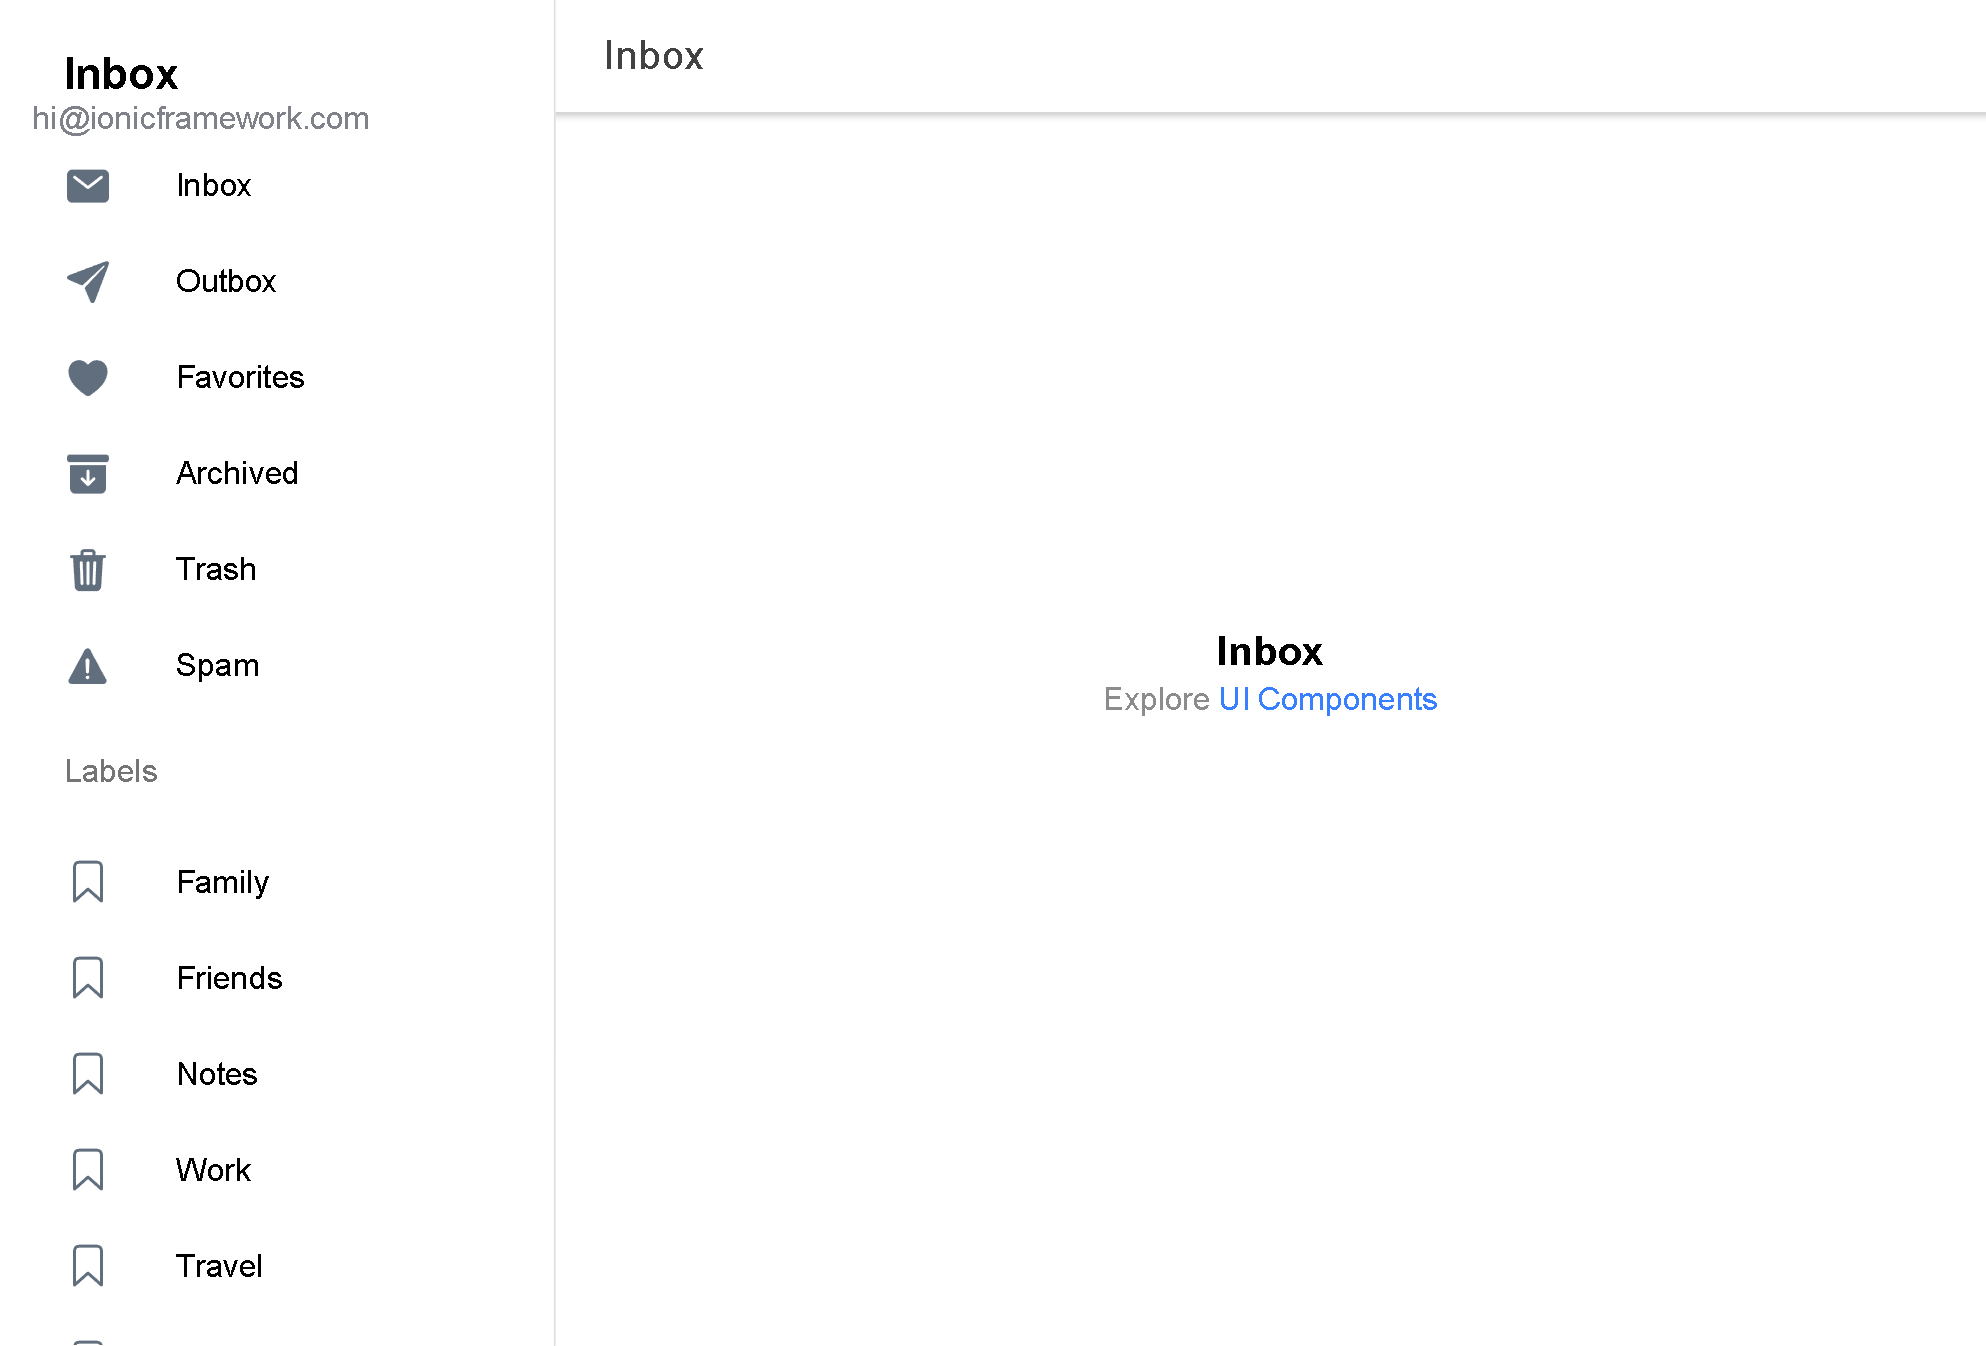 Inbox
hi@ionicframework.com
Inbox
Outbox
Favorites
Archived
Trash
Spam
Labels
Family
Friends
Notes
Work
Travel
Inbox
Inbox
Explore UI Components